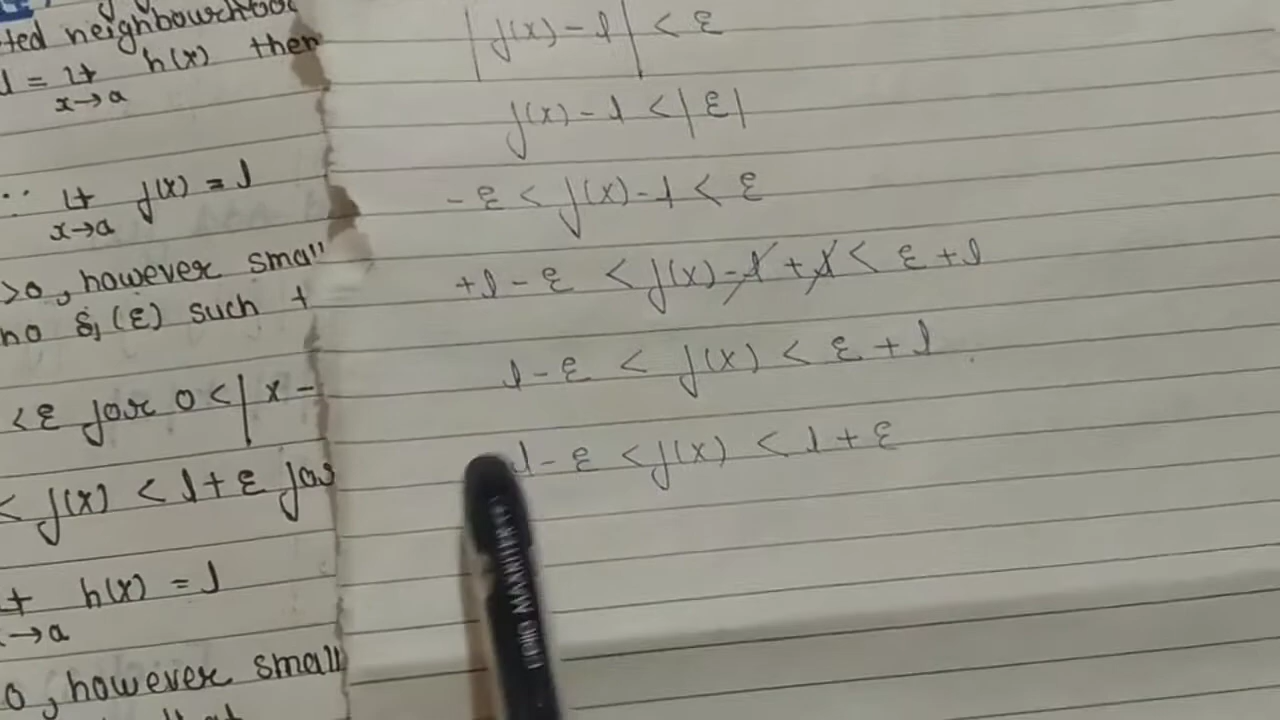 ted neighbourhood
l = lt h(x) then
x→a
∵ lt f(x) = l
x→a
>0, however small
no δ₁(ε) such t
<ε for 0<|x-
< f(x) < l+ε for
lt h(x) = l
x→a
0, however small
|f(x) - l| < ε
f(x) - l < |ε|
-ε < f(x) - l < ε
+l - ε < f(x) - l + l < ε + l
l - ε < f(x) < ε + l
l - ε < f(x) < l + ε